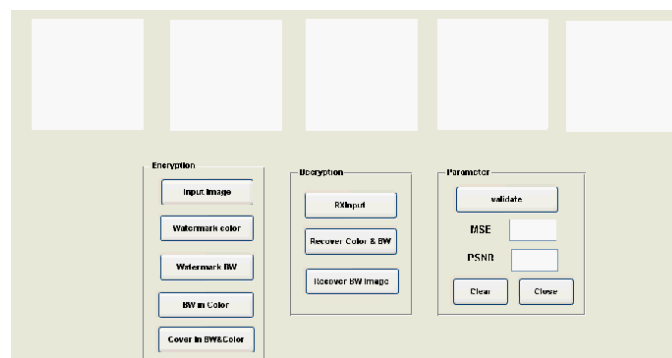 Encryption
Input Image
Watermark color
Watermark BW
BW in Color
Cover in BW&Color
Decryption
RXInput
Recover Color & BW
Recover BW Image
Parameter
validate
MSE
PSNR
Clear
Close